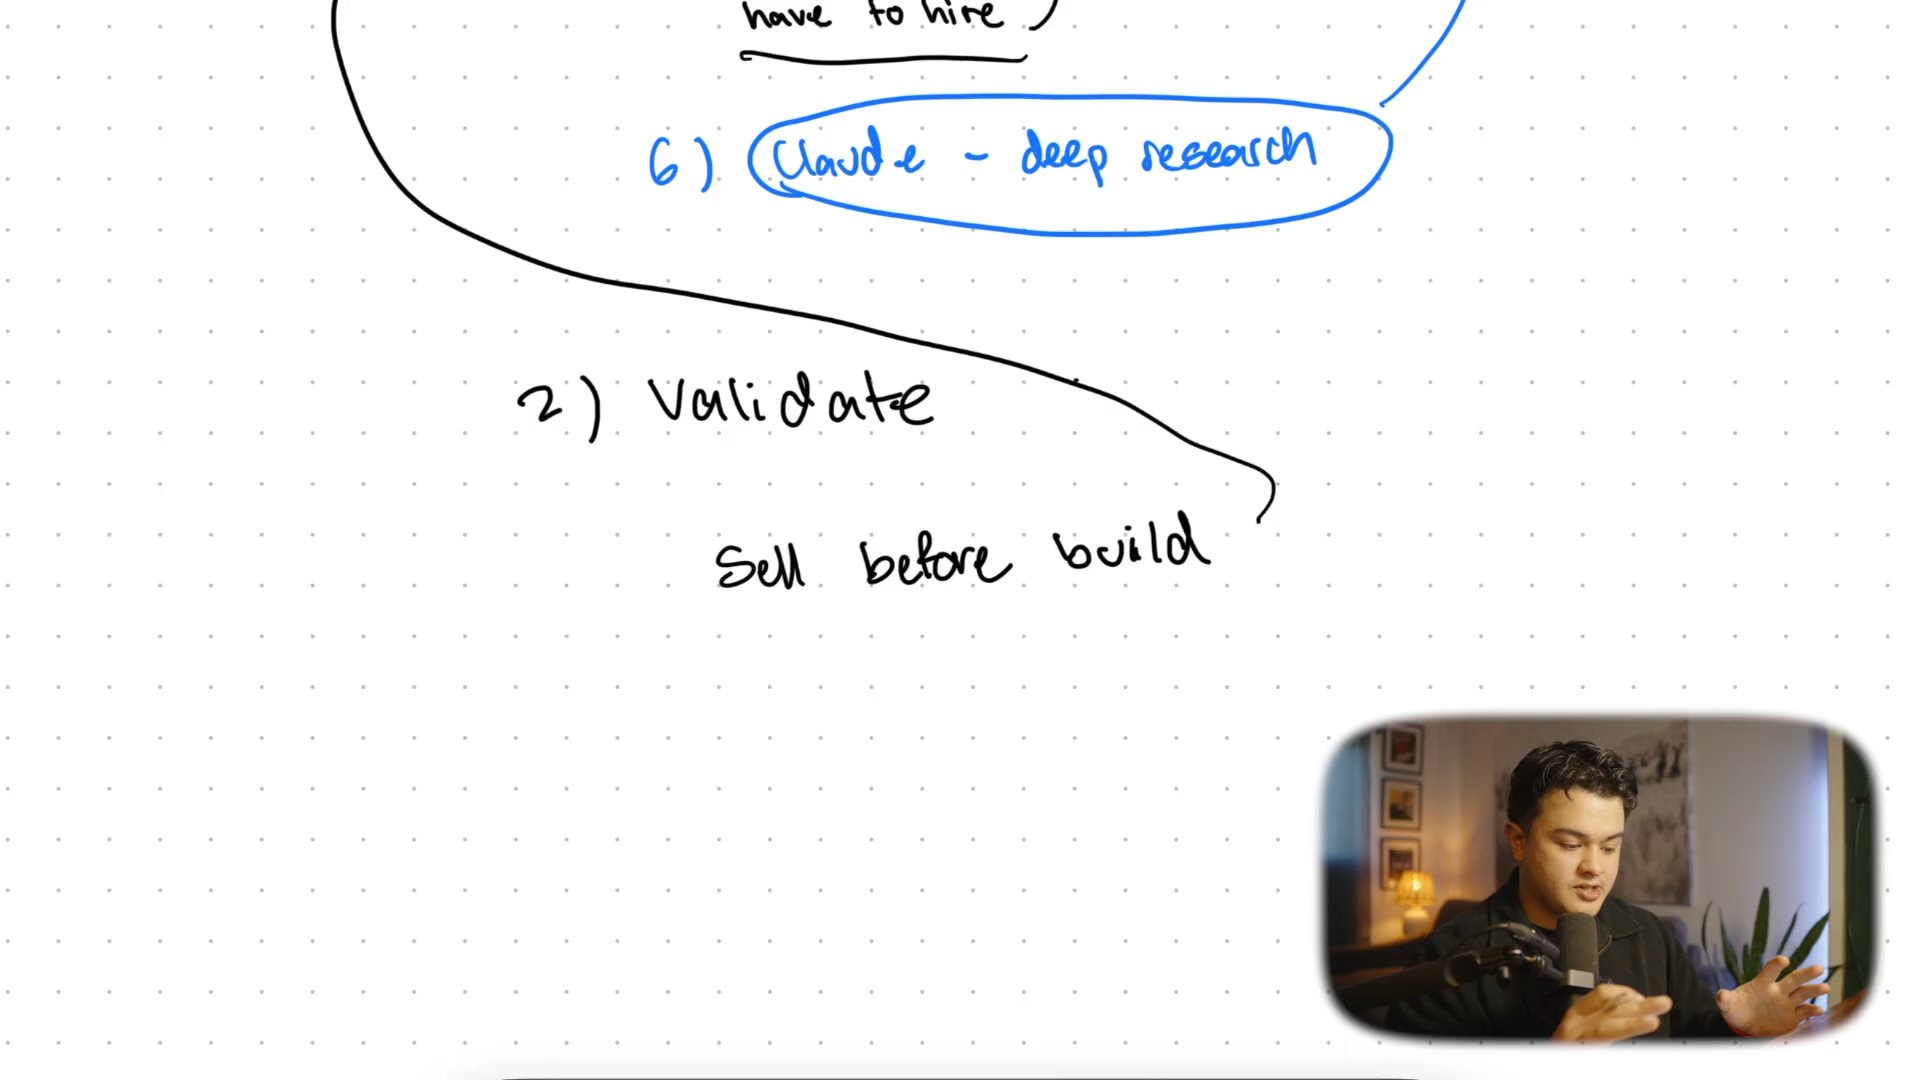 have to hire)
6) Claude - deep research
2) Validate
Sell before build